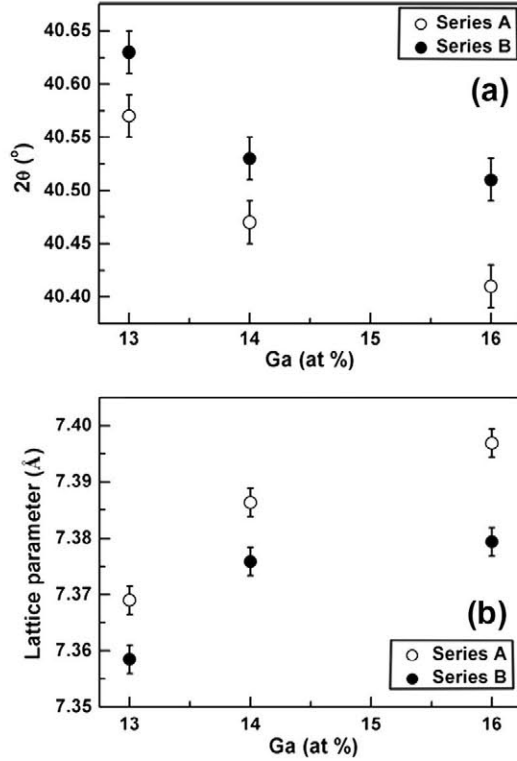 Series A
Series B
(a)
40.65
40.60
40.55
40.50
40.45
40.40
2θ (°)
13 14 15 16
Ga (at %)
7.40
7.39
7.38
7.37
7.36
7.35
Lattice parameter (Å)
(b)
Series A
Series B
13 14 15 16
Ga (at %)